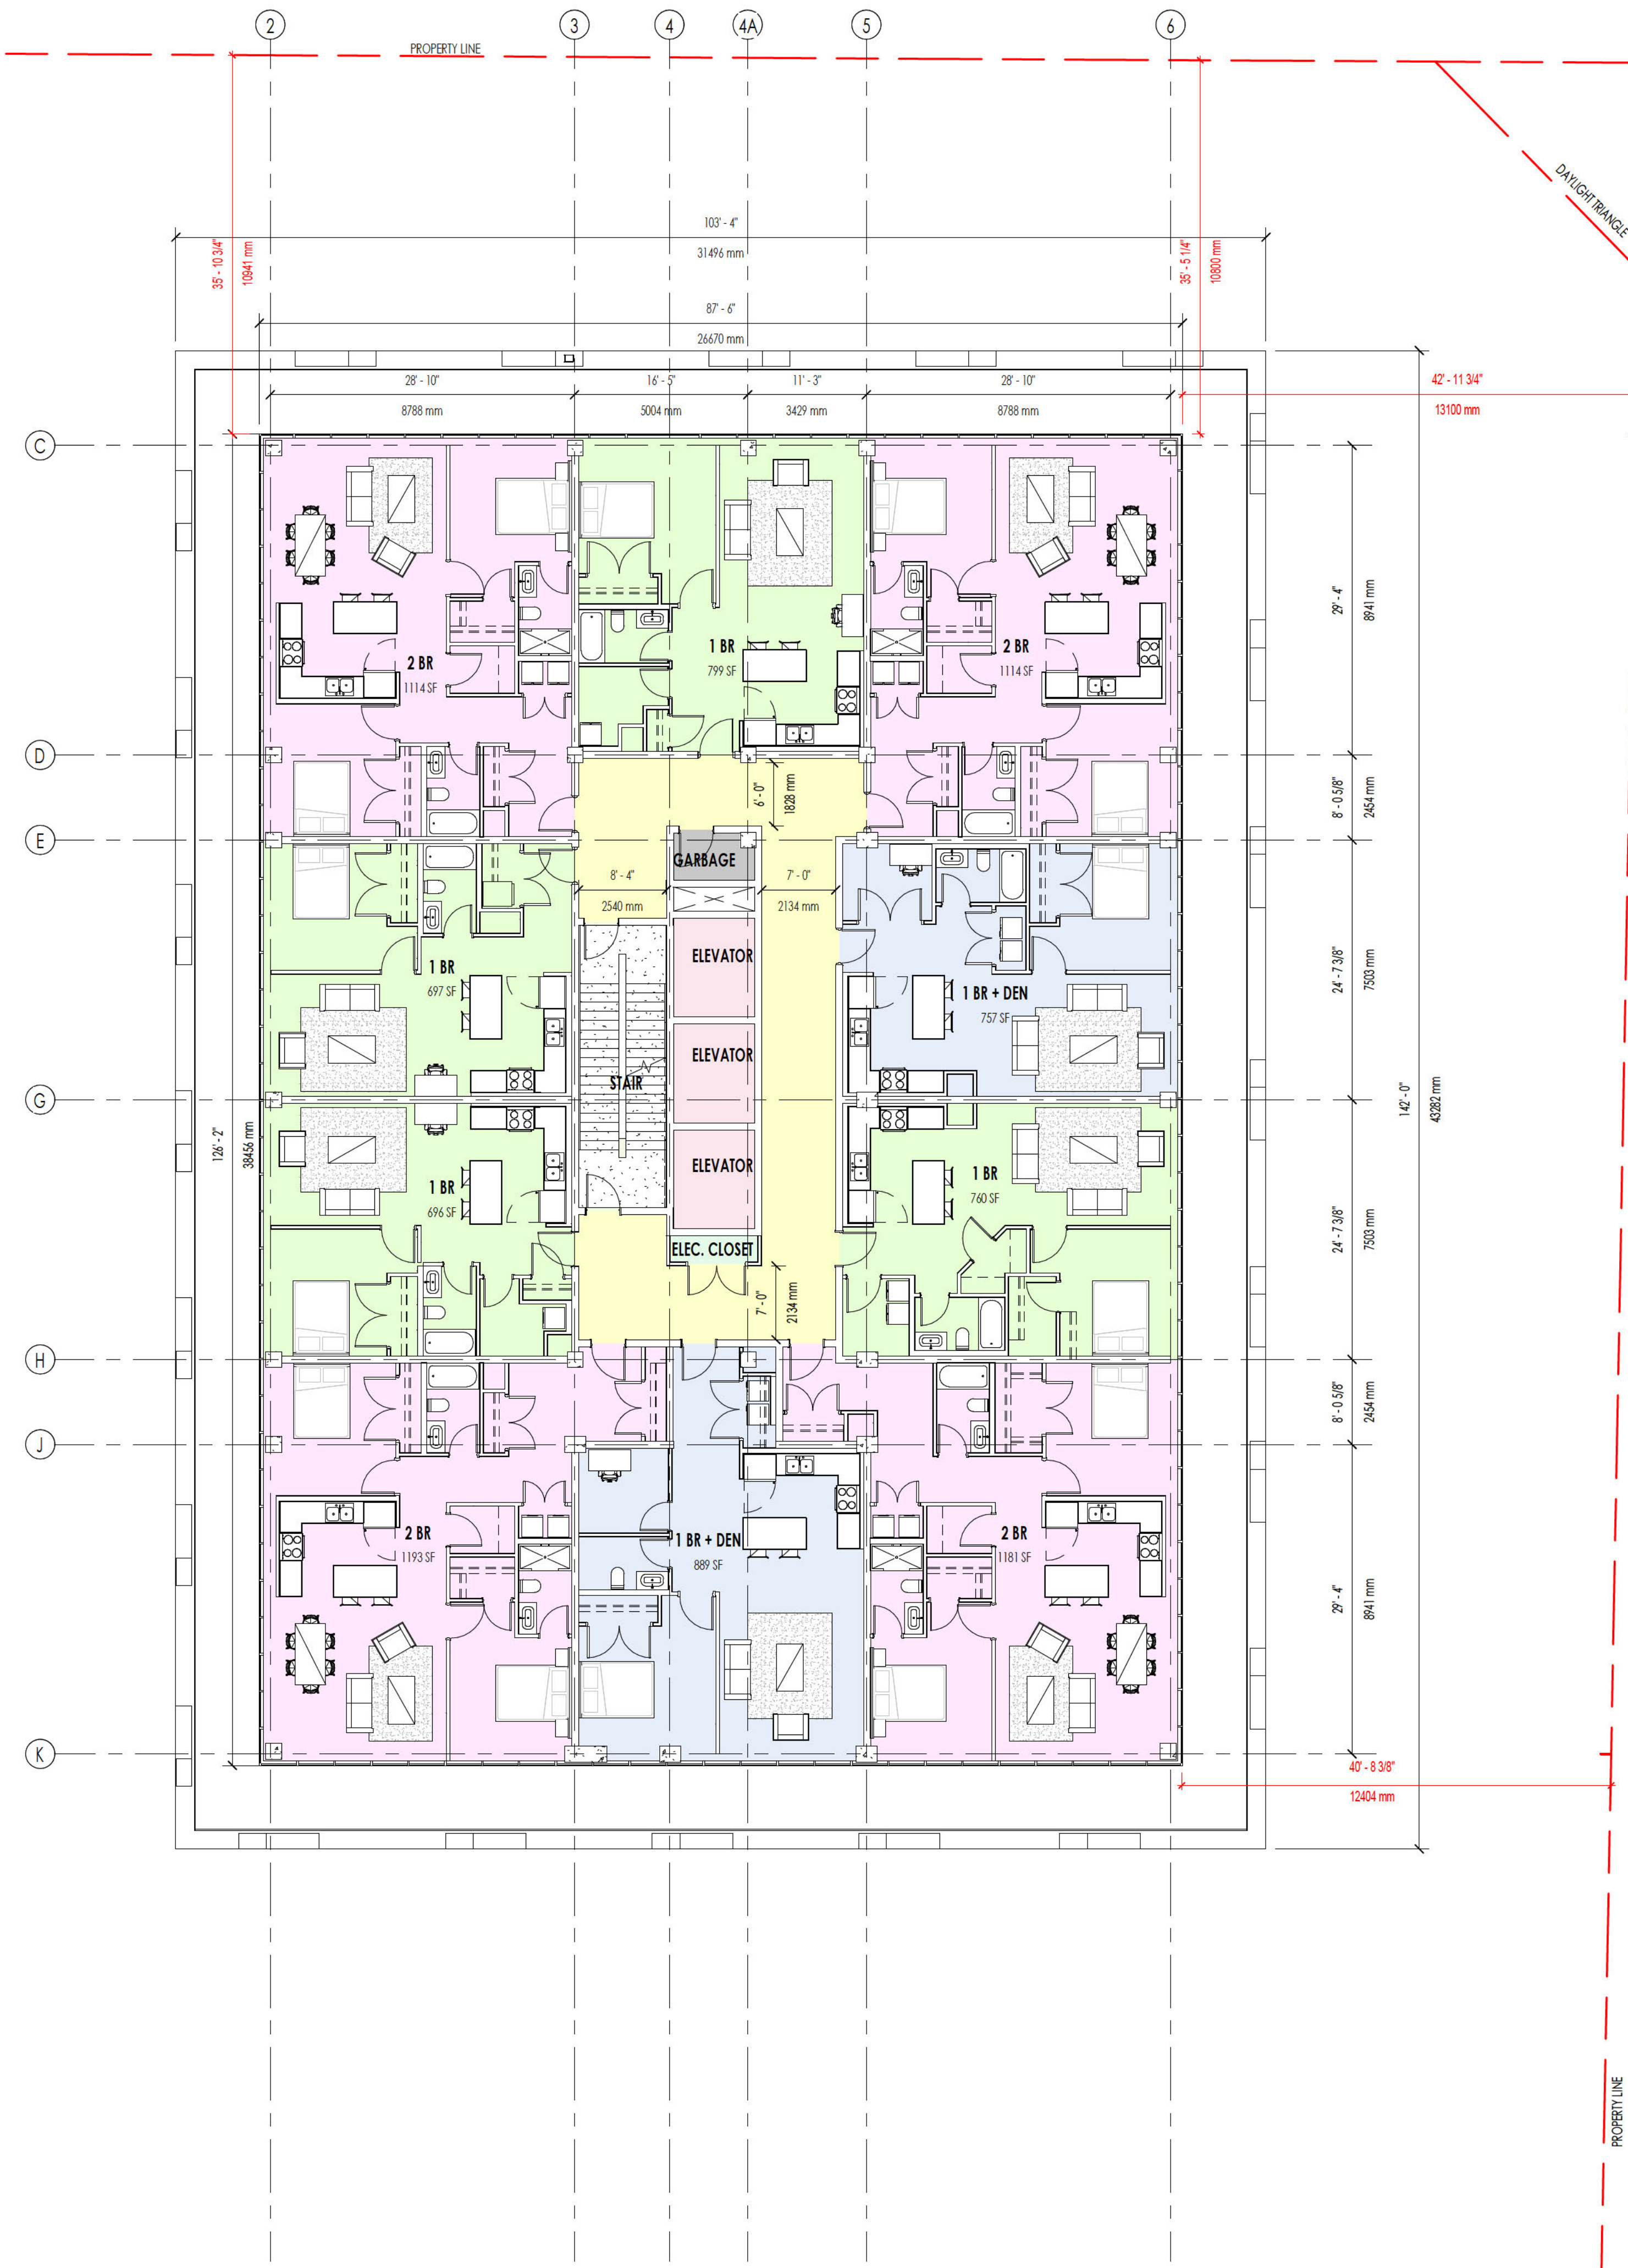 2
3
4
4A
5
6
PROPERTY LINE
DAYLIGHT TRIANGLE
103' - 4"
31496 mm
35' - 10 3/4"
10941 mm
35' - 5 1/4"
10800 mm
87' - 6"
26670 mm
28' - 10"
16' - 5"
11' - 3"
28' - 10"
8788 mm
5004 mm
3429 mm
8788 mm
42' - 11 3/4"
13100 mm
C
29' - 4"
8941 mm
2 BR
1114 SF
1 BR
799 SF
2 BR
1114 SF
D
6' - 0"
1828 mm
8' - 0 5/8"
2454 mm
E
GARBAGE
8' - 4"
2540 mm
7' - 0"
2134 mm
ELEVATOR
1 BR
697 SF
1 BR + DEN
757 SF
24' - 7 3/8"
7503 mm
ELEVATOR
STAIR
G
126' - 2"
38456 mm
142' - 0"
43282 mm
ELEVATOR
1 BR
696 SF
1 BR
760 SF
24' - 7 3/8"
7503 mm
ELEC. CLOSET
7' - 0"
2134 mm
H
8' - 0 5/8"
2454 mm
J
2 BR
1193 SF
1 BR + DEN
889 SF
2 BR
1181 SF
29' - 4"
8941 mm
K
40' - 8 3/8"
12404 mm
PROPERTY LINE